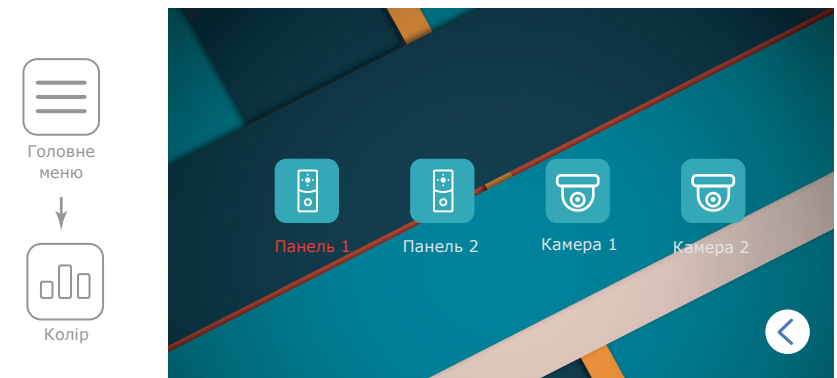 Головне
меню
Колір
Панель 1
Панель 2
Камера 1
Камера 2